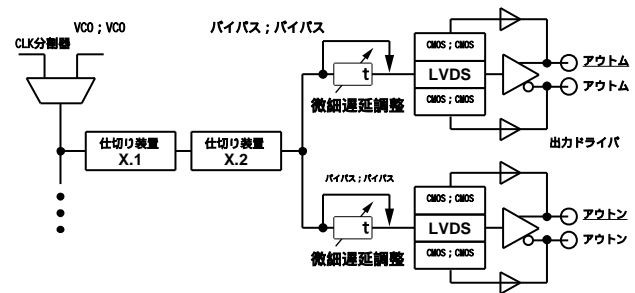 VCO ; VCO
CLK分割器
バイパス ; バイパス
CMOS ; CMOS
t
LVDS
微細遅延調整
CMOS ; CMOS
アウトム
アウトム
出力ドライバ
仕切り装置
X.1
仕切り装置
X.2
バイパス ; バイパス
CMOS ; CMOS
t
LVDS
微細遅延調整
CMOS ; CMOS
アウトン
アウトン